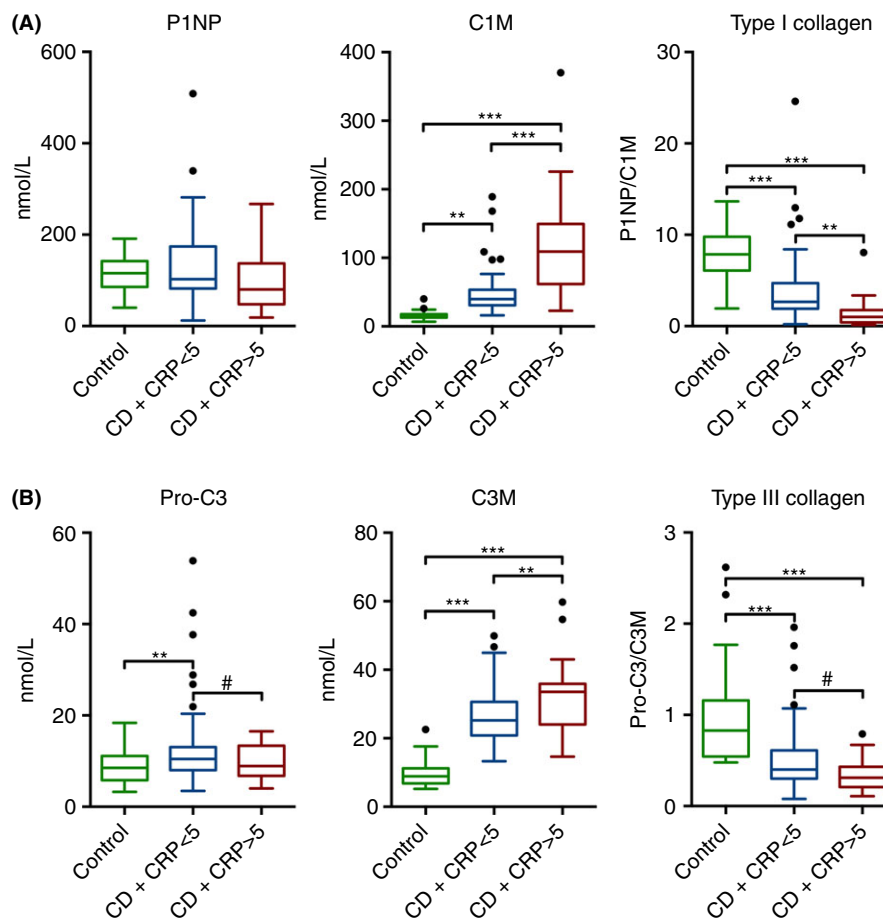 (A)
P1NP
600
400
200
0
nmol/L
Control
CD + CRP<5
CD + CRP>5
C1M
400
300
200
100
0
nmol/L
***
***
**
Control
CD + CRP<5
CD + CRP>5
Type I collagen
30
20
10
0
P1NP/C1M
***
***
**
Control
CD + CRP<5
CD + CRP>5
(B)
Pro-C3
60
40
20
0
nmol/L
**
#
Control
CD + CRP<5
CD + CRP>5
C3M
80
60
40
20
0
nmol/L
***
**
***
Control
CD + CRP<5
CD + CRP>5
Type III collagen
3
2
1
0
Pro-C3/C3M
***
***
#
Control
CD + CRP<5
CD + CRP>5